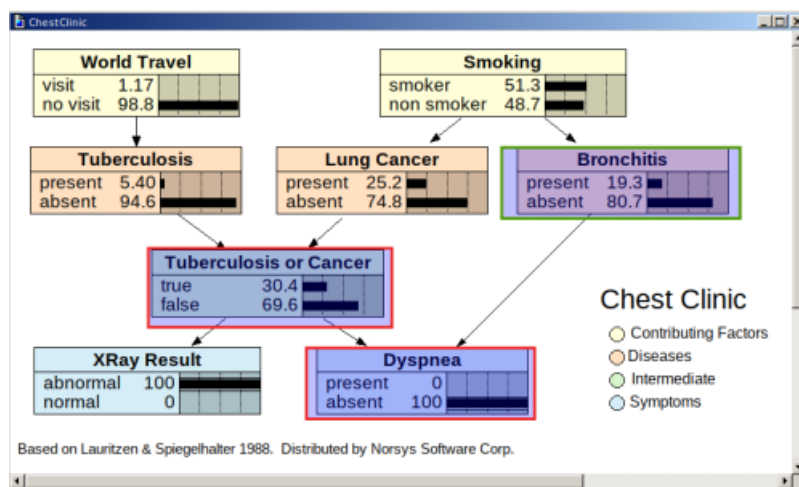 ChestClinic
World Travel
visit 1.17
no visit 98.8
Smoking
smoker 51.3
non smoker 48.7
Tuberculosis
present 5.40
absent 94.6
Lung Cancer
present 25.2
absent 74.8
Bronchitis
present 19.3
absent 80.7
Tuberculosis or Cancer
true 30.4
false 69.6
XRay Result
abnormal 100
normal 0
Dyspnea
present 0
absent 100
Chest Clinic
Contributing Factors
Diseases
Intermediate
Symptoms
Based on Lauritzen & Spiegelhalter 1988. Distributed by Norsys Software Corp.